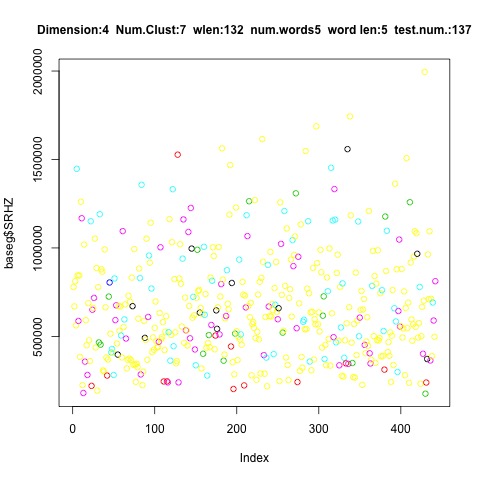 Dimension:4 Num.Clust:7 wlen:132 num.words5 word len:5 test.num.:137
2000000
1500000
1000000
500000
baseg$SRHZ
0 100 200 300 400
Index